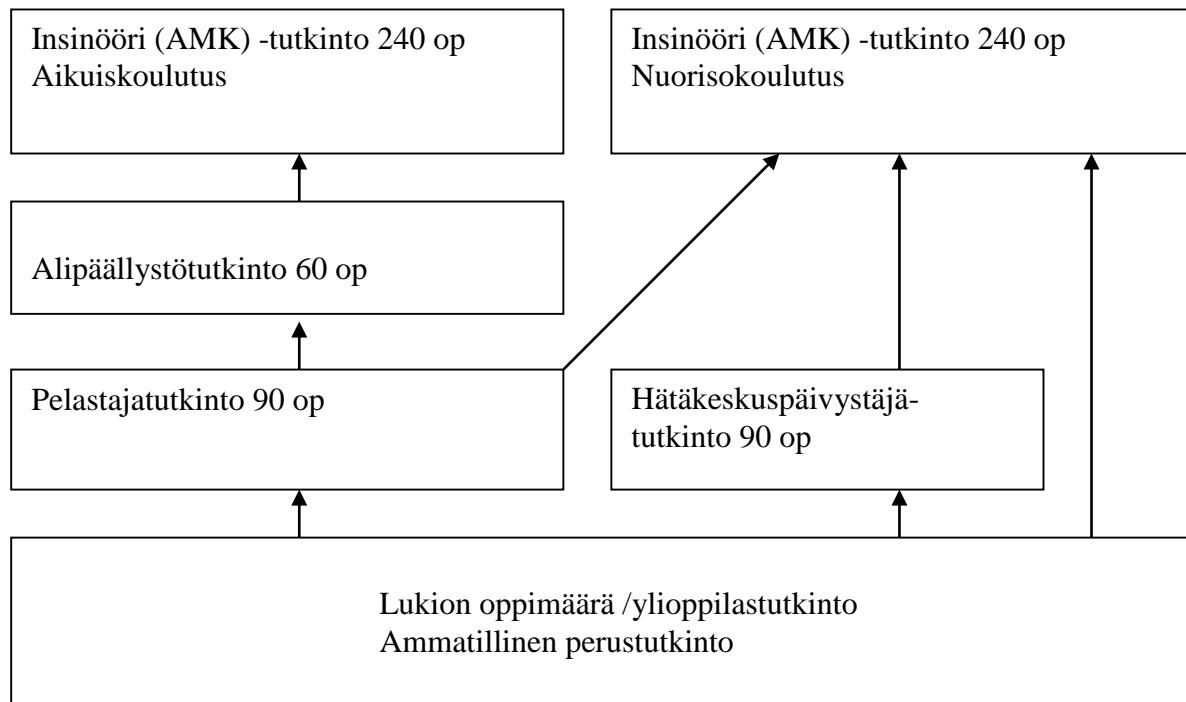 Insinööri (AMK) -tutkinto 240 op
Aikuiskoulutus
Insinööri (AMK) -tutkinto 240 op
Nuorisokoulutus
Alipäällystötutkinto 60 op
Pelastajatutkinto 90 op
Hätäkeskuspäivystäjä-
tutkinto 90 op
Lukion oppimäärä /ylioppilastutkinto
Ammatillinen perustutkinto